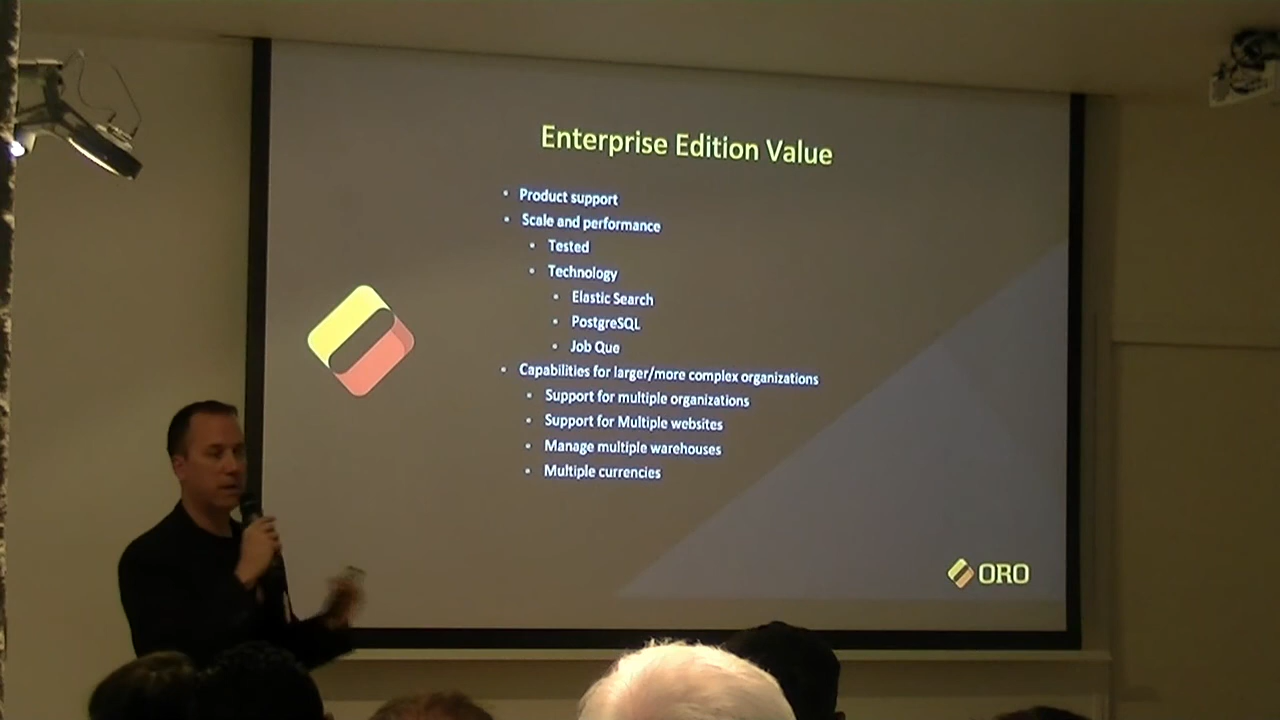 Enterprise Edition Value
• Product support
• Scale and performance
• Tested
• Technology
• Elastic Search
• PostgreSQL
• Job Que
• Capabilities for larger/more complex organizations
• Support for multiple organizations
• Support for Multiple websites
• Manage multiple warehouses
• Multiple currencies
ORO